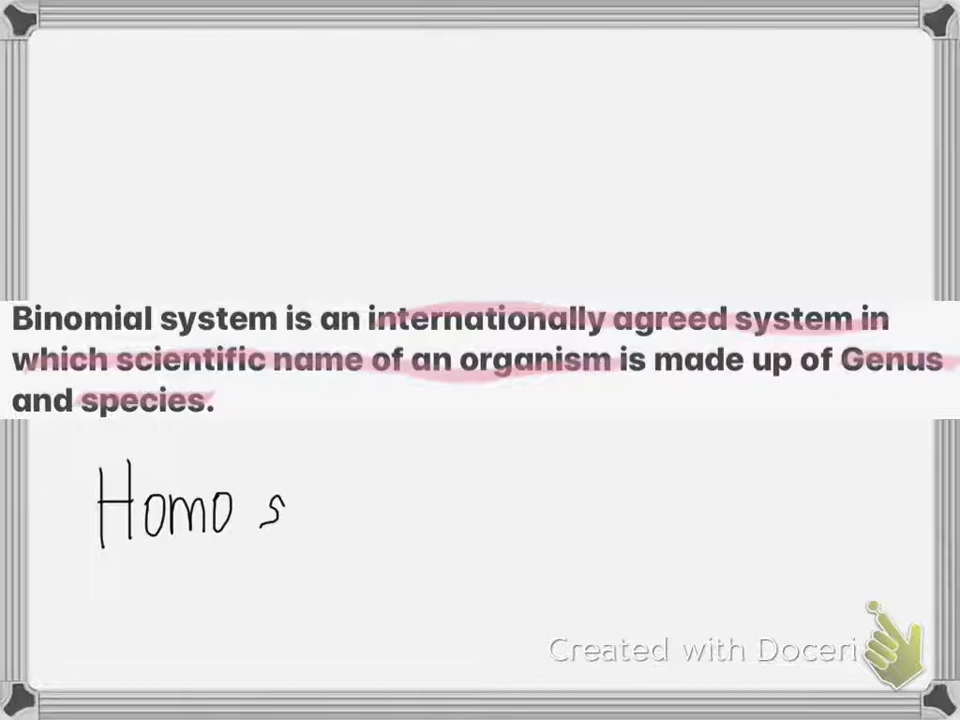 Binomial system is an internationally agreed system in
which scientific name of an organism is made up of Genus
and species.
Homo s
Created with Doceri